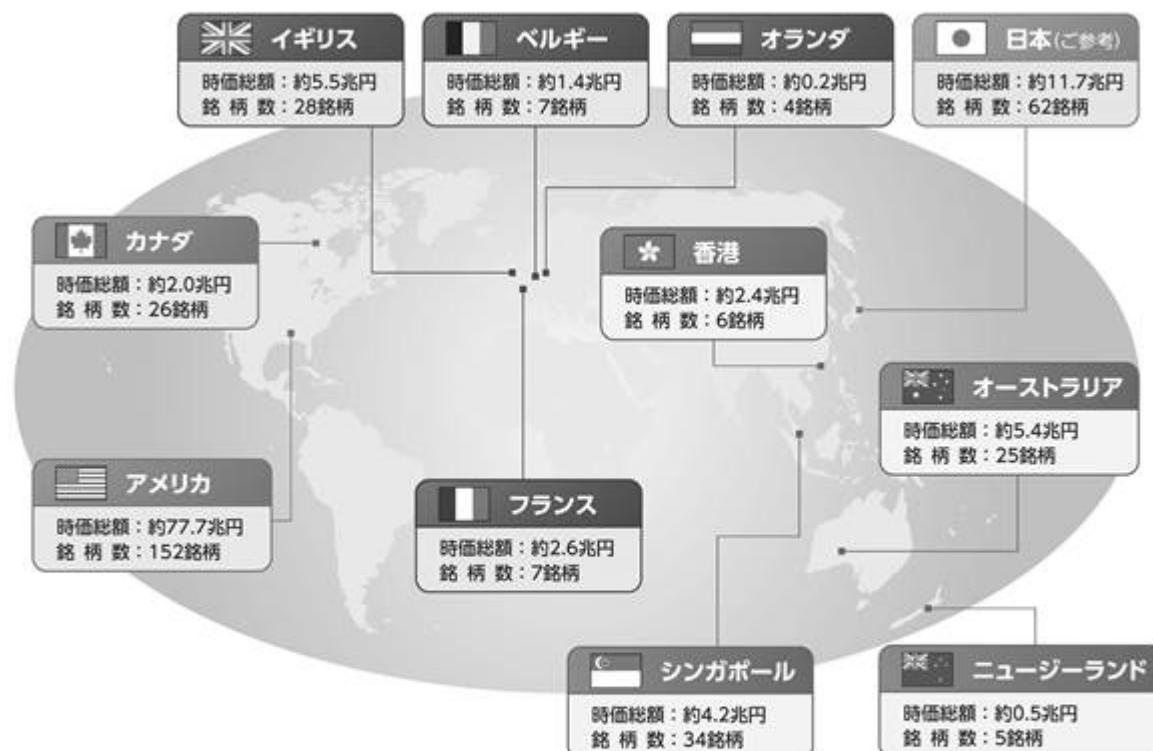 イギリス
時価総額：約5.5兆円
銘 柄 数：28銘柄
ベルギー
時価総額：約1.4兆円
銘 柄 数：7銘柄
オランダ
時価総額：約0.2兆円
銘 柄 数：4銘柄
日本(ご参考)
時価総額：約11.7兆円
銘 柄 数：62銘柄
カナダ
時価総額：約2.0兆円
銘 柄 数：26銘柄
香港
時価総額：約2.4兆円
銘 柄 数：6銘柄
オーストラリア
時価総額：約5.4兆円
銘 柄 数：25銘柄
アメリカ
時価総額：約77.7兆円
銘 柄 数：152銘柄
フランス
時価総額：約2.6兆円
銘 柄 数：7銘柄
シンガポール
時価総額：約4.2兆円
銘 柄 数：34銘柄
ニュージーランド
時価総額：約0.5兆円
銘 柄 数：5銘柄